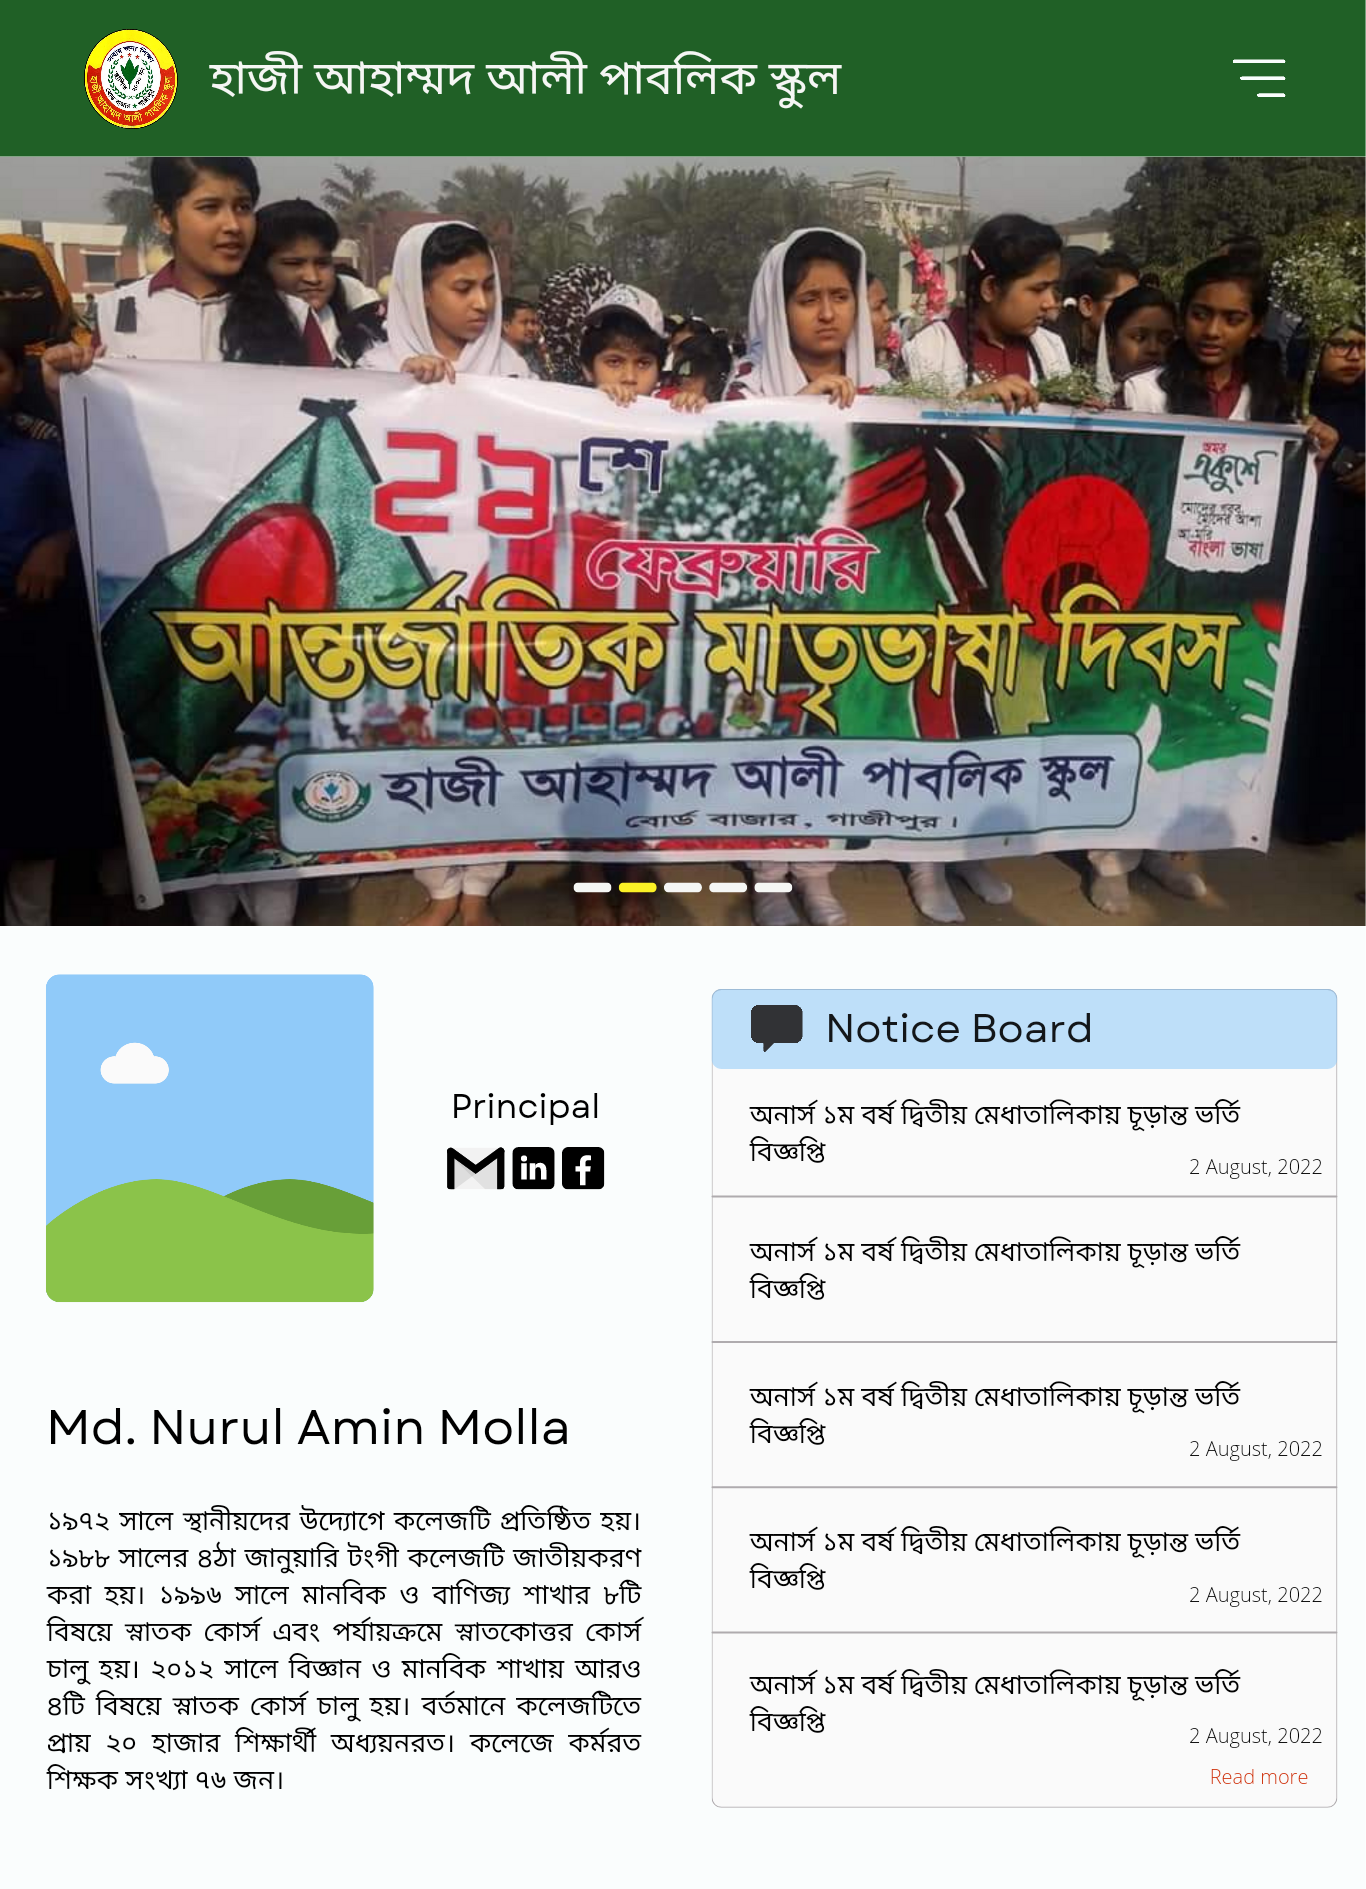 হাজী আহাম্মদ আলী পাবলিক স্কুল
হাজী আহাম্মদ আলী পাবলিক স্কুল
২১ শে
ফেব্রুয়ারি
অমর
একুশে
মোদের গরব
মোদের আশা
আ-মরি
বাংলা ভাষা
আন্তর্জাতিক মাতৃভাষা দিবস
হাজী আহাম্মদ আলী পাবলিক স্কুল
বোর্ড বাজার, গাজীপুর।
Principal
Md. Nurul Amin Molla
১৯৭২ সালে স্থানীয়দের উদ্যোগে কলেজটি প্রতিষ্ঠিত হয়।
১৯৮৮ সালের ৪ঠা জানুয়ারি টংগী কলেজটি জাতীয়করণ
করা হয়। ১৯৯৬ সালে মানবিক ও বাণিজ্য শাখার ৮টি
বিষয়ে স্নাতক কোর্স এবং পর্যায়ক্রমে স্নাতকোত্তর কোর্স
চালু হয়। ২০১২ সালে বিজ্ঞান ও মানবিক শাখায় আরও
৪টি বিষয়ে স্নাতক কোর্স চালু হয়। বর্তমানে কলেজটিতে
প্রায় ২০ হাজার শিক্ষার্থী অধ্যয়নরত। কলেজে কর্মরত
শিক্ষক সংখ্যা ৭৬ জন।
Notice Board
অনার্স ১ম বর্ষ দ্বিতীয় মেধাতালিকায় চূড়ান্ত ভর্তি
বিজ্ঞপ্তি
2 August, 2022
অনার্স ১ম বর্ষ দ্বিতীয় মেধাতালিকায় চূড়ান্ত ভর্তি
বিজ্ঞপ্তি
অনার্স ১ম বর্ষ দ্বিতীয় মেধাতালিকায় চূড়ান্ত ভর্তি
বিজ্ঞপ্তি
2 August, 2022
অনার্স ১ম বর্ষ দ্বিতীয় মেধাতালিকায় চূড়ান্ত ভর্তি
বিজ্ঞপ্তি
2 August, 2022
অনার্স ১ম বর্ষ দ্বিতীয় মেধাতালিকায় চূড়ান্ত ভর্তি
বিজ্ঞপ্তি
2 August, 2022
Read more